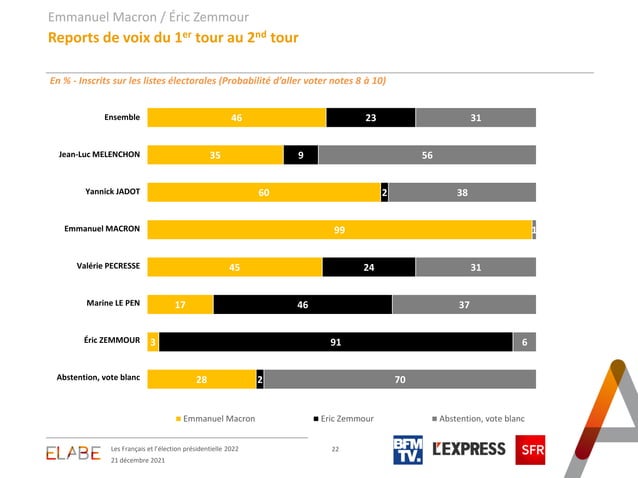 Emmanuel Macron / Éric Zemmour
Reports de voix du 1er tour au 2nd tour
En % - Inscrits sur les listes électorales (Probabilité d'aller voter notes 8 à 10)
Ensemble 46 23 31
Jean-Luc MELENCHON 35 9 56
Yannick JADOT 60 2 38
Emmanuel MACRON 99 1
Valérie PECRESSE 45 24 31
Marine LE PEN 17 46 37
Éric ZEMMOUR 3 91 6
Abstention, vote blanc 28 2 70
Emmanuel Macron Eric Zemmour Abstention, vote blanc
ELABE Les Français et l'élection présidentielle 2022 22
21 décembre 2021
BFM TV. L'EXPRESS SFR